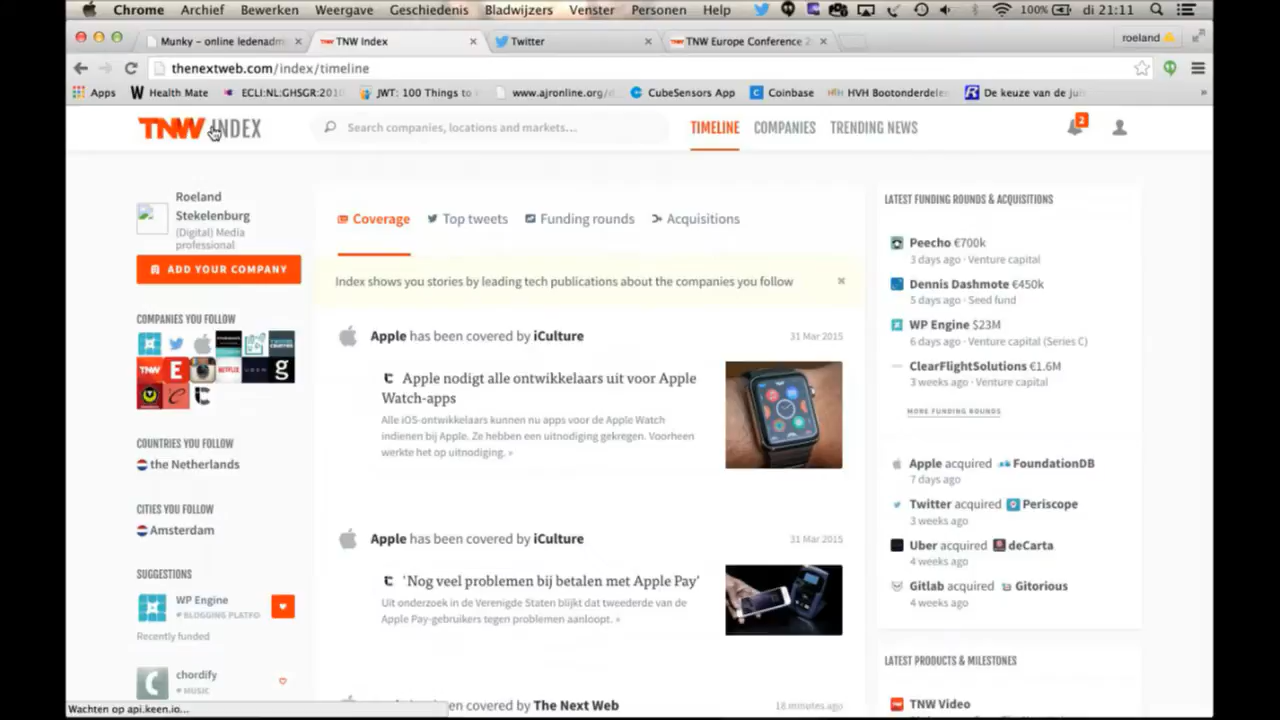 Chrome Archief Bewerken Weergave Geschiedenis Bladwijzers Venster Personen Help 100% di 21:11
Munky – online ledenadm TNW Index Twitter TNW Europe Conference 2 roeland
thenextweb.com/index/timeline
Apps Health Mate ECLI:NL:GHSGR:201 JWT: 100 Things to www.ajronline.org/d CubeSensors App Coinbase HVH Bootonderdele De keuze van de ju
TNW INDEX Search companies, locations and markets... TIMELINE COMPANIES TRENDING NEWS 2
Roeland
Stekelenburg
(Digital) Media
professional
ADD YOUR COMPANY
COMPANIES YOU FOLLOW
TNW E NETFLIX UBER g
COUNTRIES YOU FOLLOW
the Netherlands
CITIES YOU FOLLOW
Amsterdam
SUGGESTIONS
WP Engine
# BLOGGING PLATFO
Recently funded
chordify
# MUSIC
Coverage Top tweets Funding rounds Acquisitions
Index shows you stories by leading tech publications about the companies you follow ×
Apple has been covered by iCulture 31 Mar 2015
Apple nodigt alle ontwikkelaars uit voor Apple
Watch-apps
Alle iOS-ontwikkelaars kunnen nu apps voor de Apple Watch
indienen bij Apple. Ze hebben een uitnodiging gekregen. Voorheen
werkte het op uitnodiging. »
Apple has been covered by iCulture 31 Mar 2015
'Nog veel problemen bij betalen met Apple Pay'
Uit onderzoek in de Verenigde Staten blijkt dat tweederde van de
Apple Pay-gebruikers tegen problemen aanloopt. »
has been covered by The Next Web 18 minutes ago
LATEST FUNDING ROUNDS & ACQUISITIONS
Peecho €700k
3 days ago · Venture capital
Dennis Dashmote €450k
5 days ago · Seed fund
WP Engine $23M
6 days ago · Venture capital (Series C)
ClearFlightSolutions €1.6M
3 weeks ago · Venture capital
MORE FUNDING ROUNDS
Apple acquired FoundationDB
7 days ago
Twitter acquired Periscope
3 weeks ago
Uber acquired deCarta
4 weeks ago
Gitlab acquired Gitorious
4 weeks ago
LATEST PRODUCTS & MILESTONES
TNW Video
Wachten op api.keen.io...